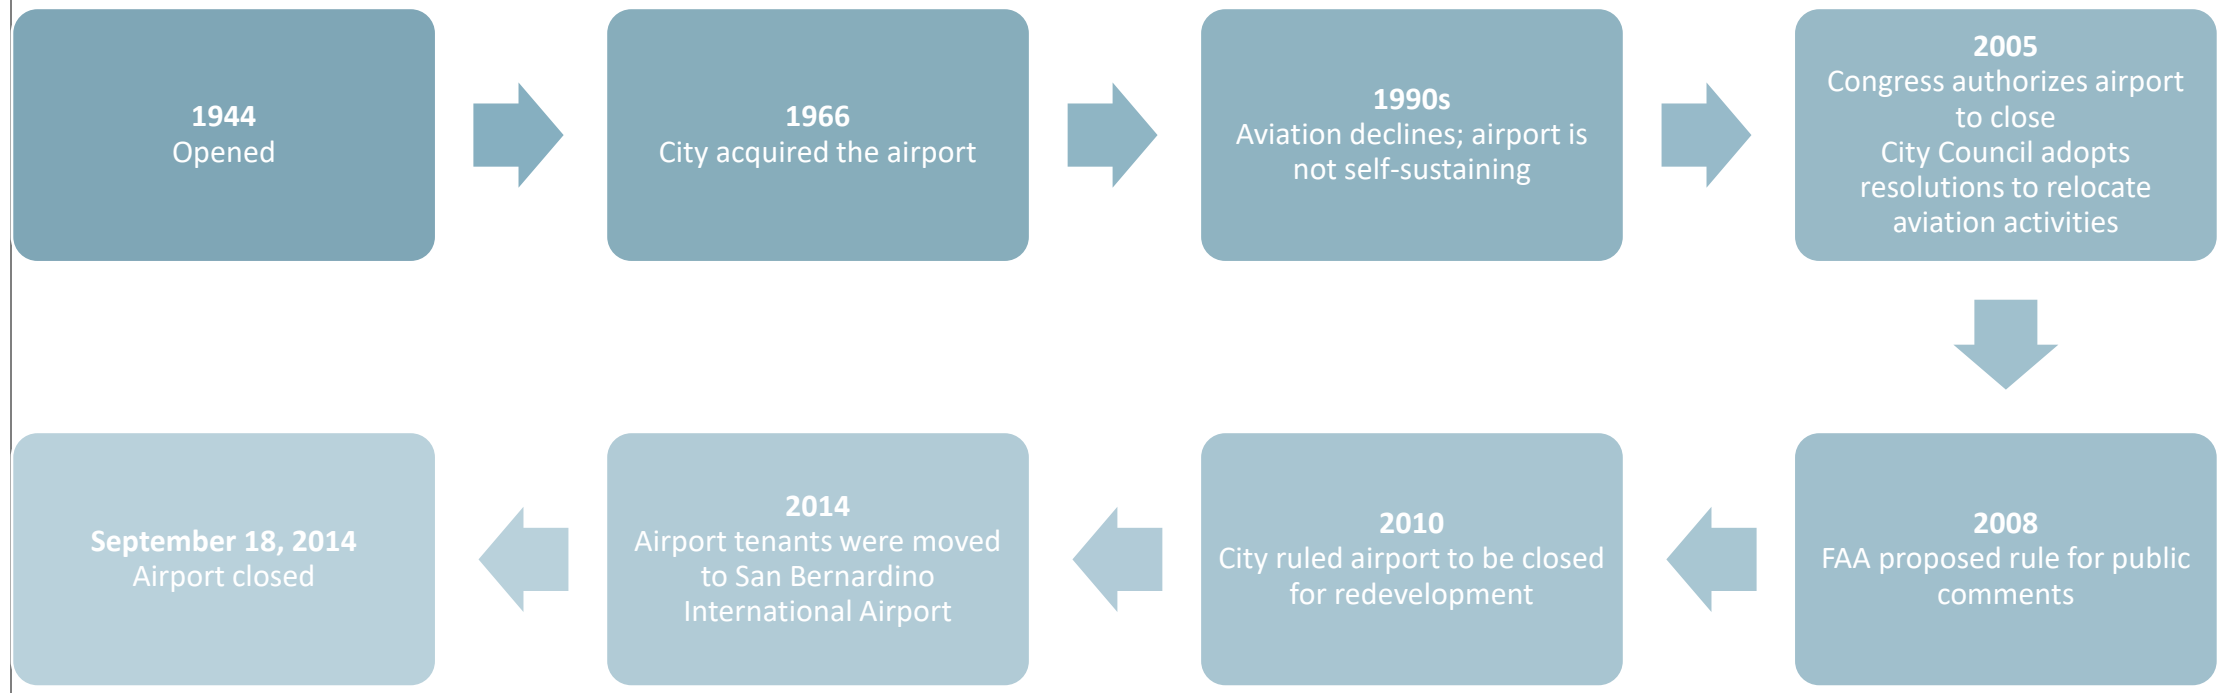 1944
Opened
1966
City acquired the airport
1990s
Aviation declines; airport is
not self-sustaining
2005
Congress authorizes airport
to close
City Council adopts
resolutions to relocate
aviation activities
2008
FAA proposed rule for public
comments
2010
City ruled airport to be closed
for redevelopment
2014
Airport tenants were moved
to San Bernardino
International Airport
September 18, 2014
Airport closed